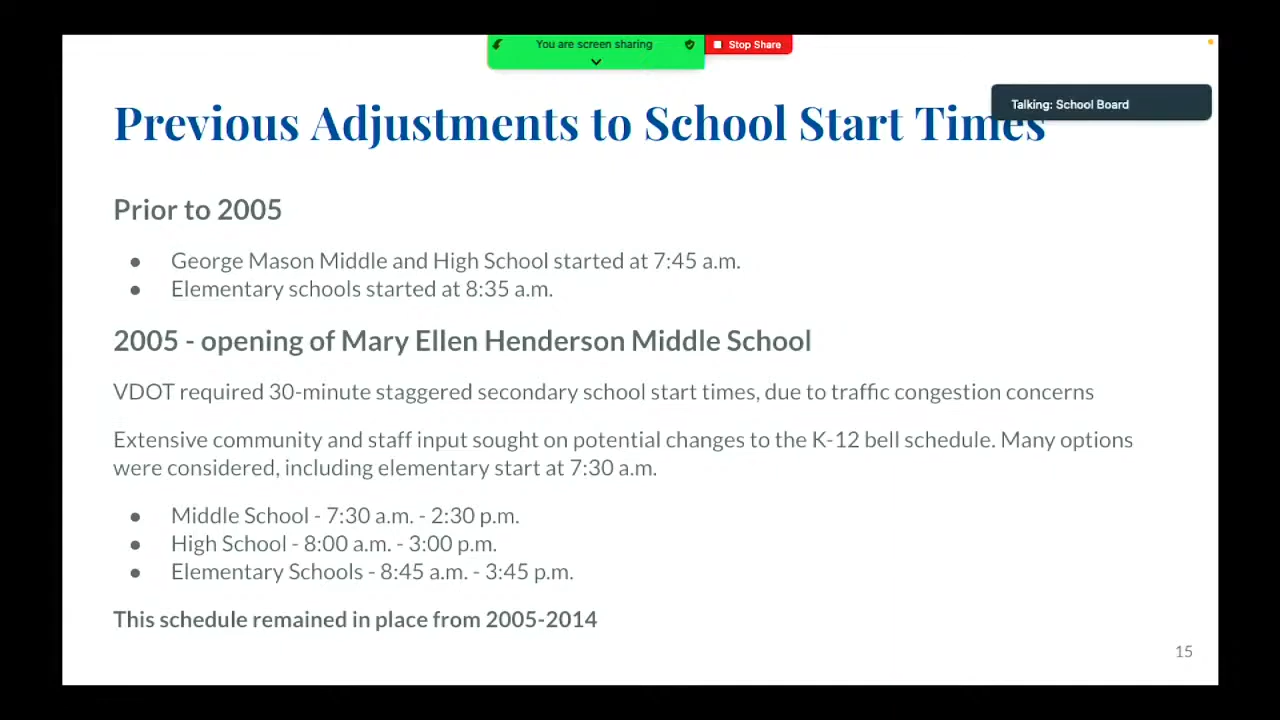 You are screen sharing
Stop Share
Talking: School Board
Previous Adjustments to School Start Times
Prior to 2005
● George Mason Middle and High School started at 7:45 a.m.
● Elementary schools started at 8:35 a.m.
2005 - opening of Mary Ellen Henderson Middle School
VDOT required 30-minute staggered secondary school start times, due to traffic congestion concerns
Extensive community and staff input sought on potential changes to the K-12 bell schedule. Many options
were considered, including elementary start at 7:30 a.m.
● Middle School - 7:30 a.m. - 2:30 p.m.
● High School - 8:00 a.m. - 3:00 p.m.
● Elementary Schools - 8:45 a.m. - 3:45 p.m.
This schedule remained in place from 2005-2014
15